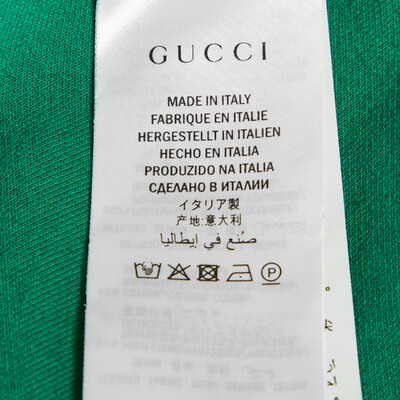 GUCCI
MADE IN ITALY
FABRIQUE EN ITALIE
HERGESTELLT IN ITALIEN
HECHO EN ITALIA
PRODUZIDO NA ITALIA
СДЕЛАНО В ИТАЛИИ
イタリア製
产地:意大利
صُنع في إيطاليا
P